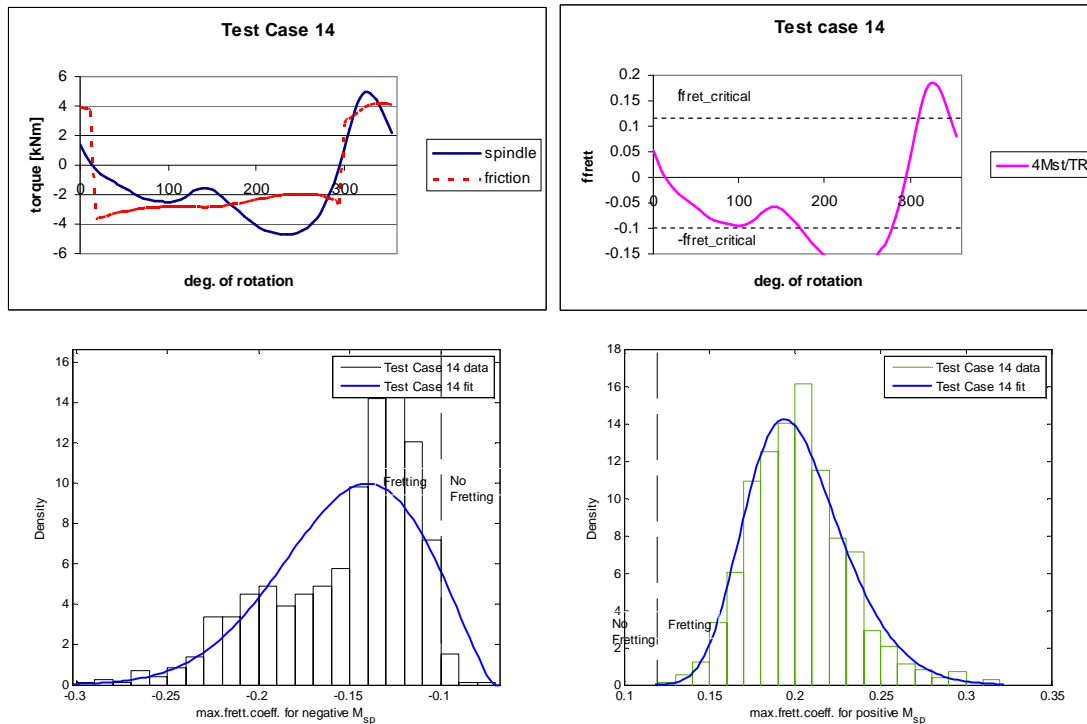 Test Case 14
6
4
2
0
-2
-4
-6
0 100 200 300
torque [kNm]
deg. of rotation
spindle
friction
Test case 14
0.2
0.15
0.1
0.05
0
-0.05
-0.1
-0.15
0 100 200 300
ffrett
ffret_critical
-ffret_critical
deg. of rotation
4Mst/TR
16
14
12
10
8
6
4
2
0
-0.3 -0.25 -0.2 -0.15 -0.1
Density
Test Case 14 data
Test Case 14 fit
Fretting
No
Fretting
max.frett.coeff. for negative Msp
18
16
14
12
10
8
6
4
2
0
0.1 0.15 0.2 0.25 0.3 0.35
Density
Test Case 14 data
Test Case 14 fit
No
Fretting
Fretting
max.frett.coeff. for positive Msp